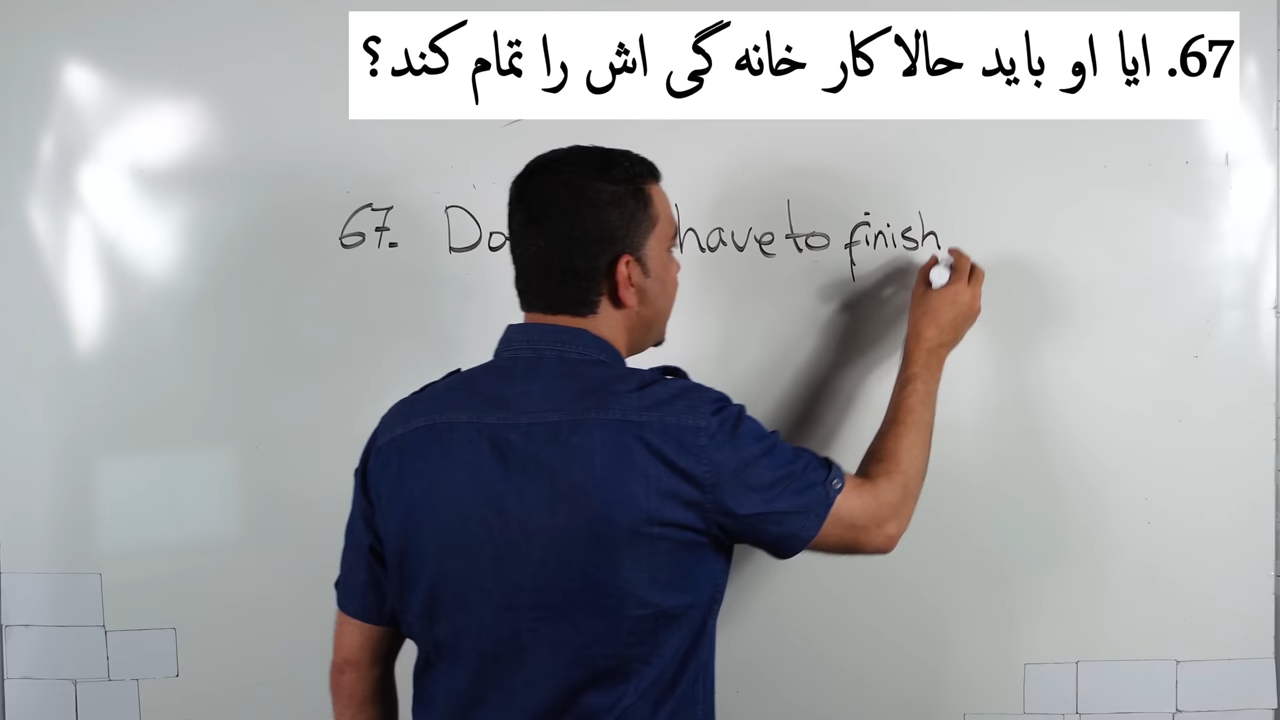 67. ایا او باید حالا کار خانه گی اش را تمام کند؟
67. Do have to finish